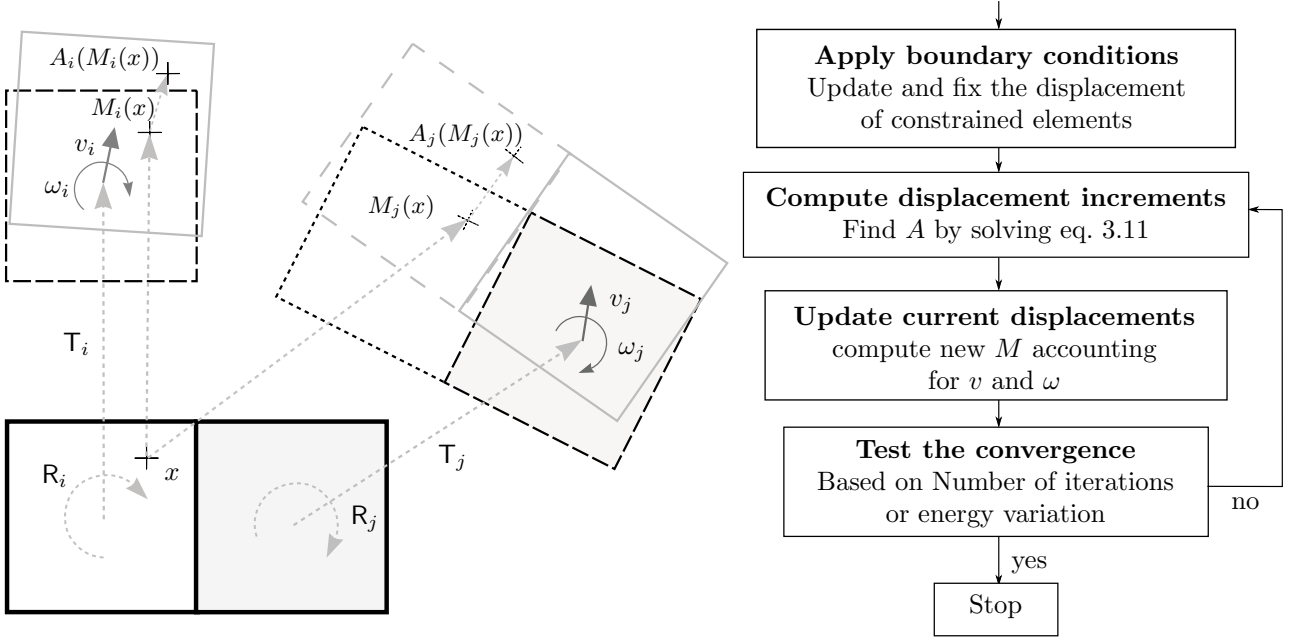 A_i(M_i(x))
M_i(x)
v_i
ω_i
A_j(M_j(x))
M_j(x)
v_j
ω_j
T_i
T_j
R_i
x
R_j
Apply boundary conditions
Update and fix the displacement
of constrained elements
Compute displacement increments
Find A by solving eq. 3.11
Update current displacements
compute new M accounting
for v and ω
Test the convergence
Based on Number of iterations
or energy variation
no
yes
Stop